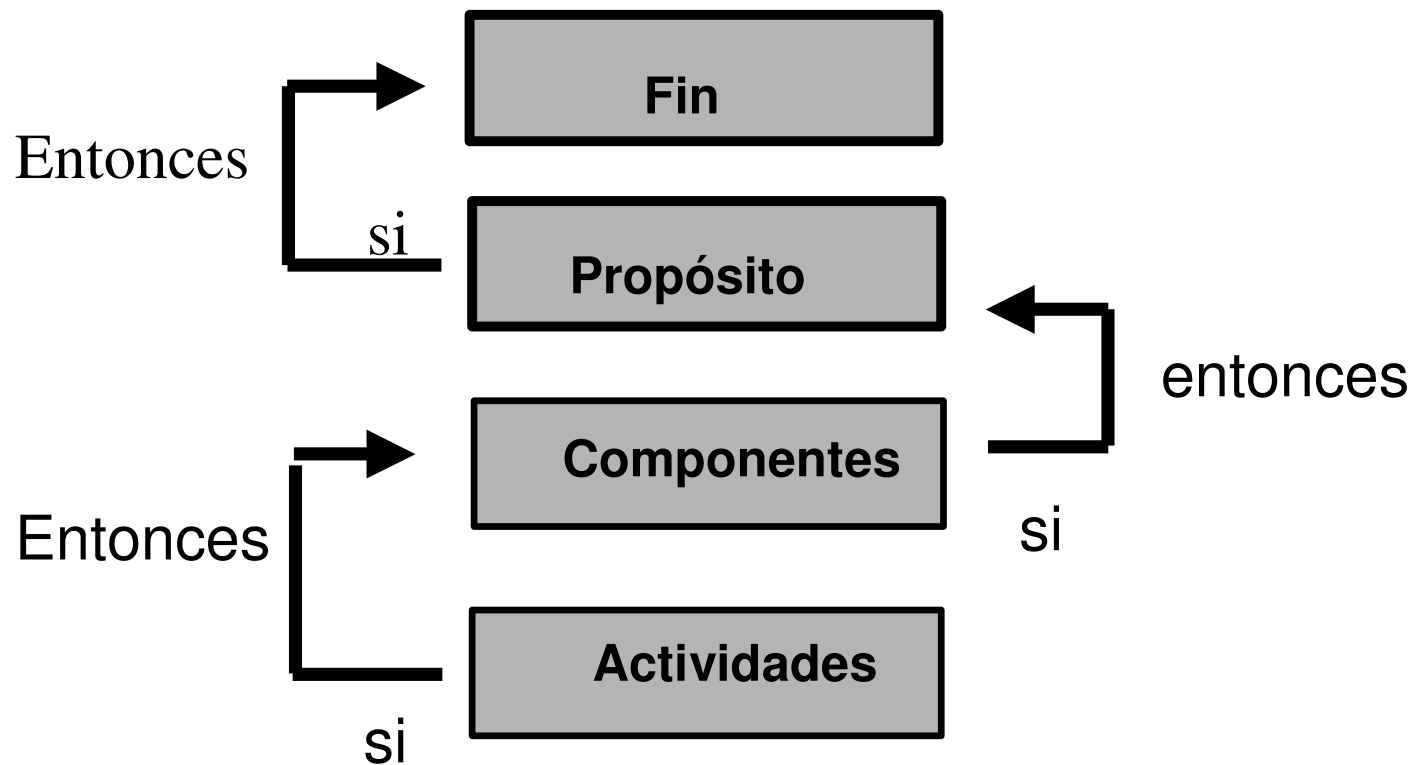 Fin
Entonces
si
Propósito
entonces
Componentes
si
Entonces
Actividades
si